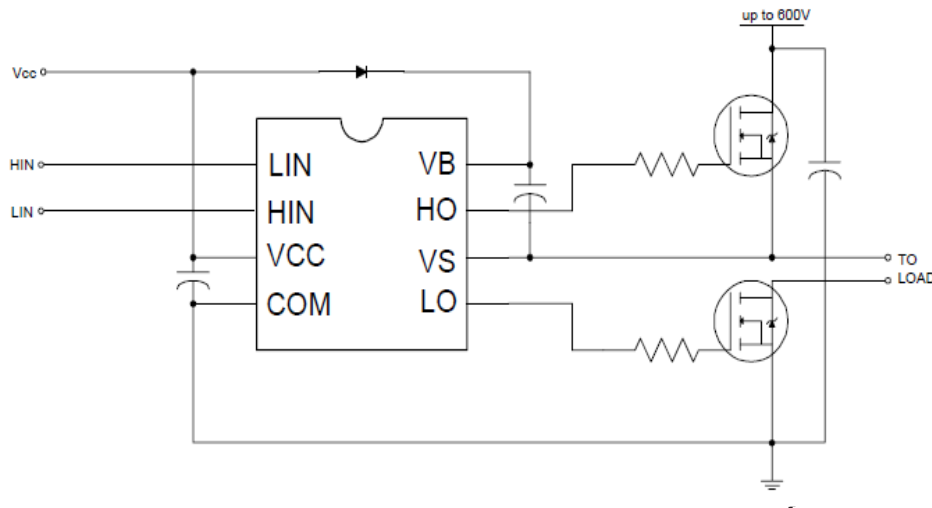 up to 600V
Vcc
HIN
LIN
LIN
HIN
VCC
COM
VB
HO
VS
LO
TO
LOAD